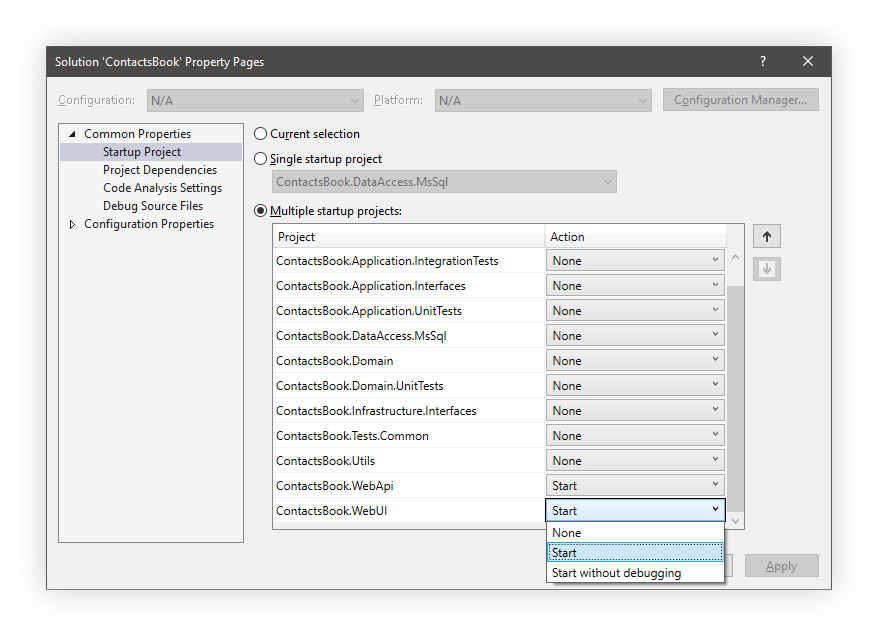 Solution 'ContactsBook' Property Pages ?
Configuration: N/A Platform: N/A Configuration Manager...
Common Properties
Startup Project
Project Dependencies
Code Analysis Settings
Debug Source Files
Configuration Properties
Current selection
Single startup project
ContactsBook.DataAccess.MsSql
Multiple startup projects:
Project Action
ContactsBook.Application.IntegrationTests None
ContactsBook.Application.Interfaces None
ContactsBook.Application.UnitTests None
ContactsBook.DataAccess.MsSql None
ContactsBook.Domain None
ContactsBook.Domain.UnitTests None
ContactsBook.Infrastructure.Interfaces None
ContactsBook.Tests.Common None
ContactsBook.Utils None
ContactsBook.WebApi Start
ContactsBook.WebUI Start
None
Start
Start without debugging
Apply